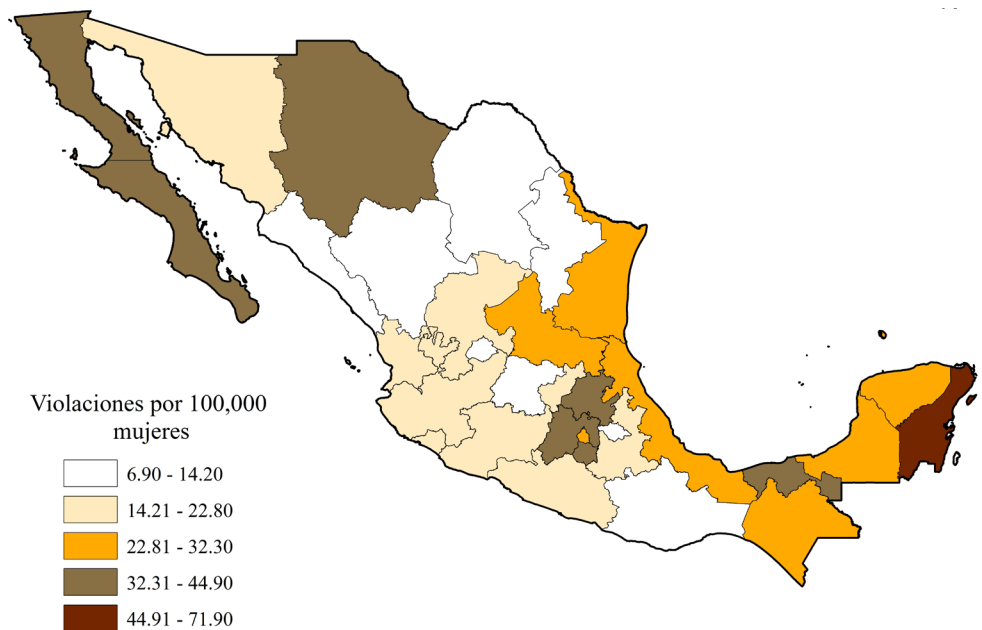 Violaciones por 100,000
mujeres
6.90 - 14.20
14.21 - 22.80
22.81 - 32.30
32.31 - 44.90
44.91 - 71.90